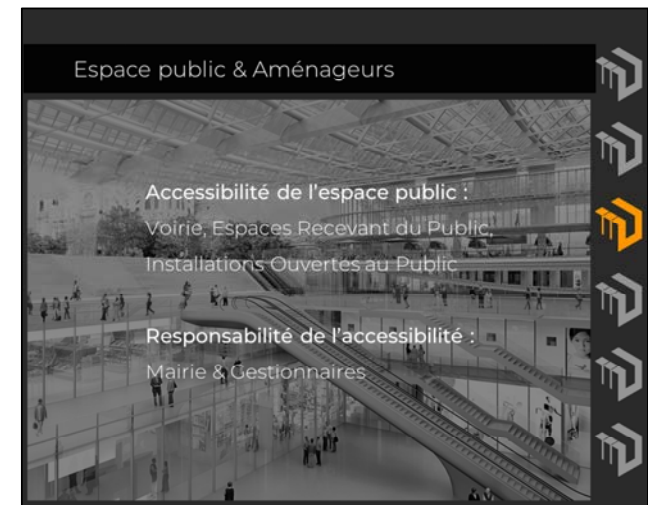 Espace public & Aménageurs
Accessibilité de l'espace public :
Voirie, Espaces Recevant du Public,
Installations Ouvertes au Public
Responsabilité de l'accessibilité :
Mairie & Gestionnaires